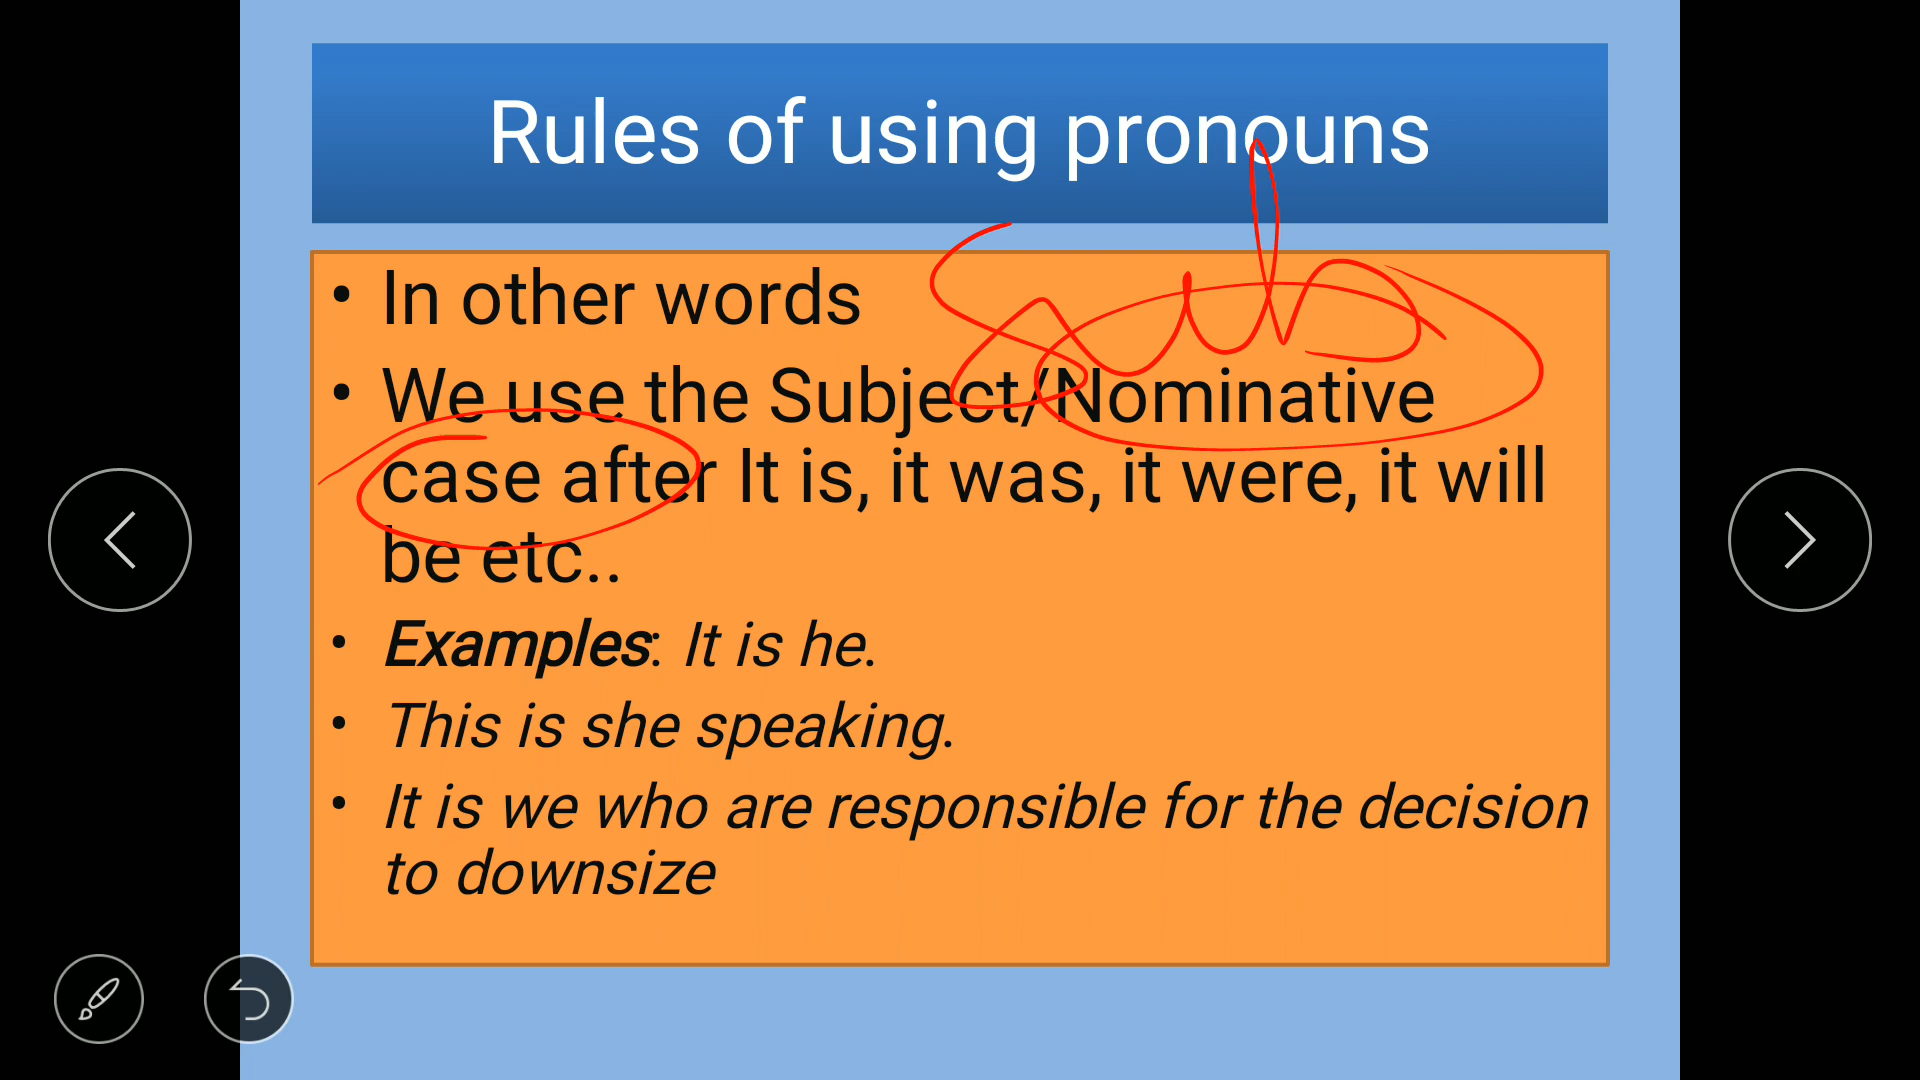 Rules of using pronouns
• In other words
sub
• We use the Subject/Nominative
case after It is, it was, it were, it will
be etc..
• Examples: It is he.
• This is she speaking.
• It is we who are responsible for the decision
to downsize